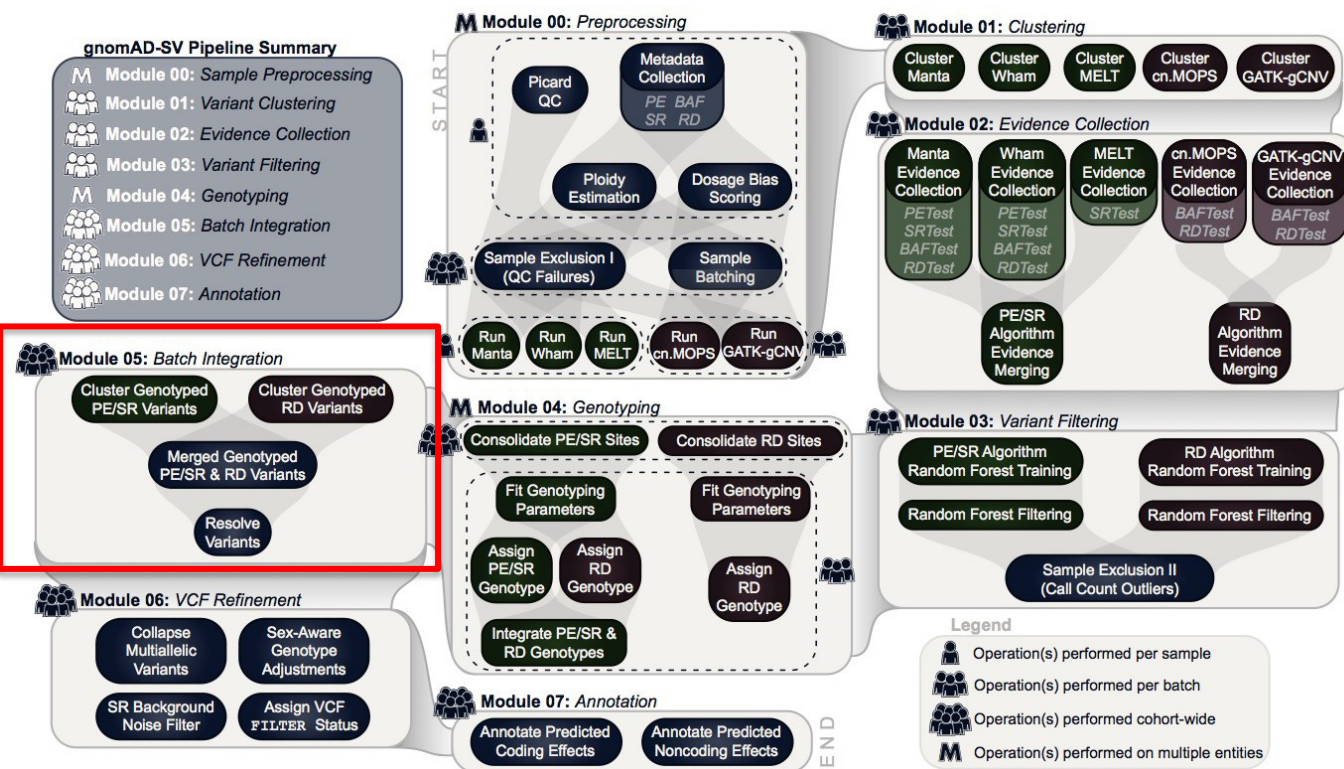 gnomAD-SV Pipeline Summary
M Module 00: Sample Preprocessing
Module 01: Variant Clustering
Module 02: Evidence Collection
Module 03: Variant Filtering
M Module 04: Genotyping
Module 05: Batch Integration
Module 06: VCF Refinement
Module 07: Annotation
START
M Module 00: Preprocessing
Picard
QC
Metadata
Collection
PE BAF
SR RD
Ploidy
Estimation
Dosage Bias
Scoring
Sample Exclusion I
(QC Failures)
Sample
Batching
Run
Manta
Run
Wham
Run
MELT
Run
cn.MOPS
Run
GATK-gCNV
Module 01: Clustering
Cluster
Manta
Cluster
Wham
Cluster
MELT
Cluster
cn.MOPS
Cluster
GATK-gCNV
Module 02: Evidence Collection
Manta
Evidence
Collection
PETest
SRTest
BAFTest
RDTest
Wham
Evidence
Collection
PETest
SRTest
BAFTest
RDTest
MELT
Evidence
Collection
SRTest
cn.MOPS
Evidence
Collection
BAFTest
RDTest
GATK-gCNV
Evidence
Collection
BAFTest
RDTest
PE/SR
Algorithm
Evidence
Merging
RD
Algorithm
Evidence
Merging
Module 03: Variant Filtering
PE/SR Algorithm
Random Forest Training
RD Algorithm
Random Forest Training
Random Forest Filtering
Random Forest Filtering
Sample Exclusion II
(Call Count Outliers)
M Module 04: Genotyping
Consolidate PE/SR Sites
Consolidate RD Sites
Fit Genotyping
Parameters
Fit Genotyping
Parameters
Assign
PE/SR
Genotype
Assign
RD
Genotype
Assign
RD
Genotype
Integrate PE/SR &
RD Genotypes
Module 05: Batch Integration
Cluster Genotyped
PE/SR Variants
Cluster Genotyped
RD Variants
Merged Genotyped
PE/SR & RD Variants
Resolve
Variants
Module 06: VCF Refinement
Collapse
Multiallelic
Variants
Sex-Aware
Genotype
Adjustments
SR Background
Noise Filter
Assign VCF
FILTER Status
Module 07: Annotation
Annotate Predicted
Coding Effects
Annotate Predicted
Noncoding Effects
END
Legend
Operation(s) performed per sample
Operation(s) performed per batch
Operation(s) performed cohort-wide
M Operation(s) performed on multiple entities